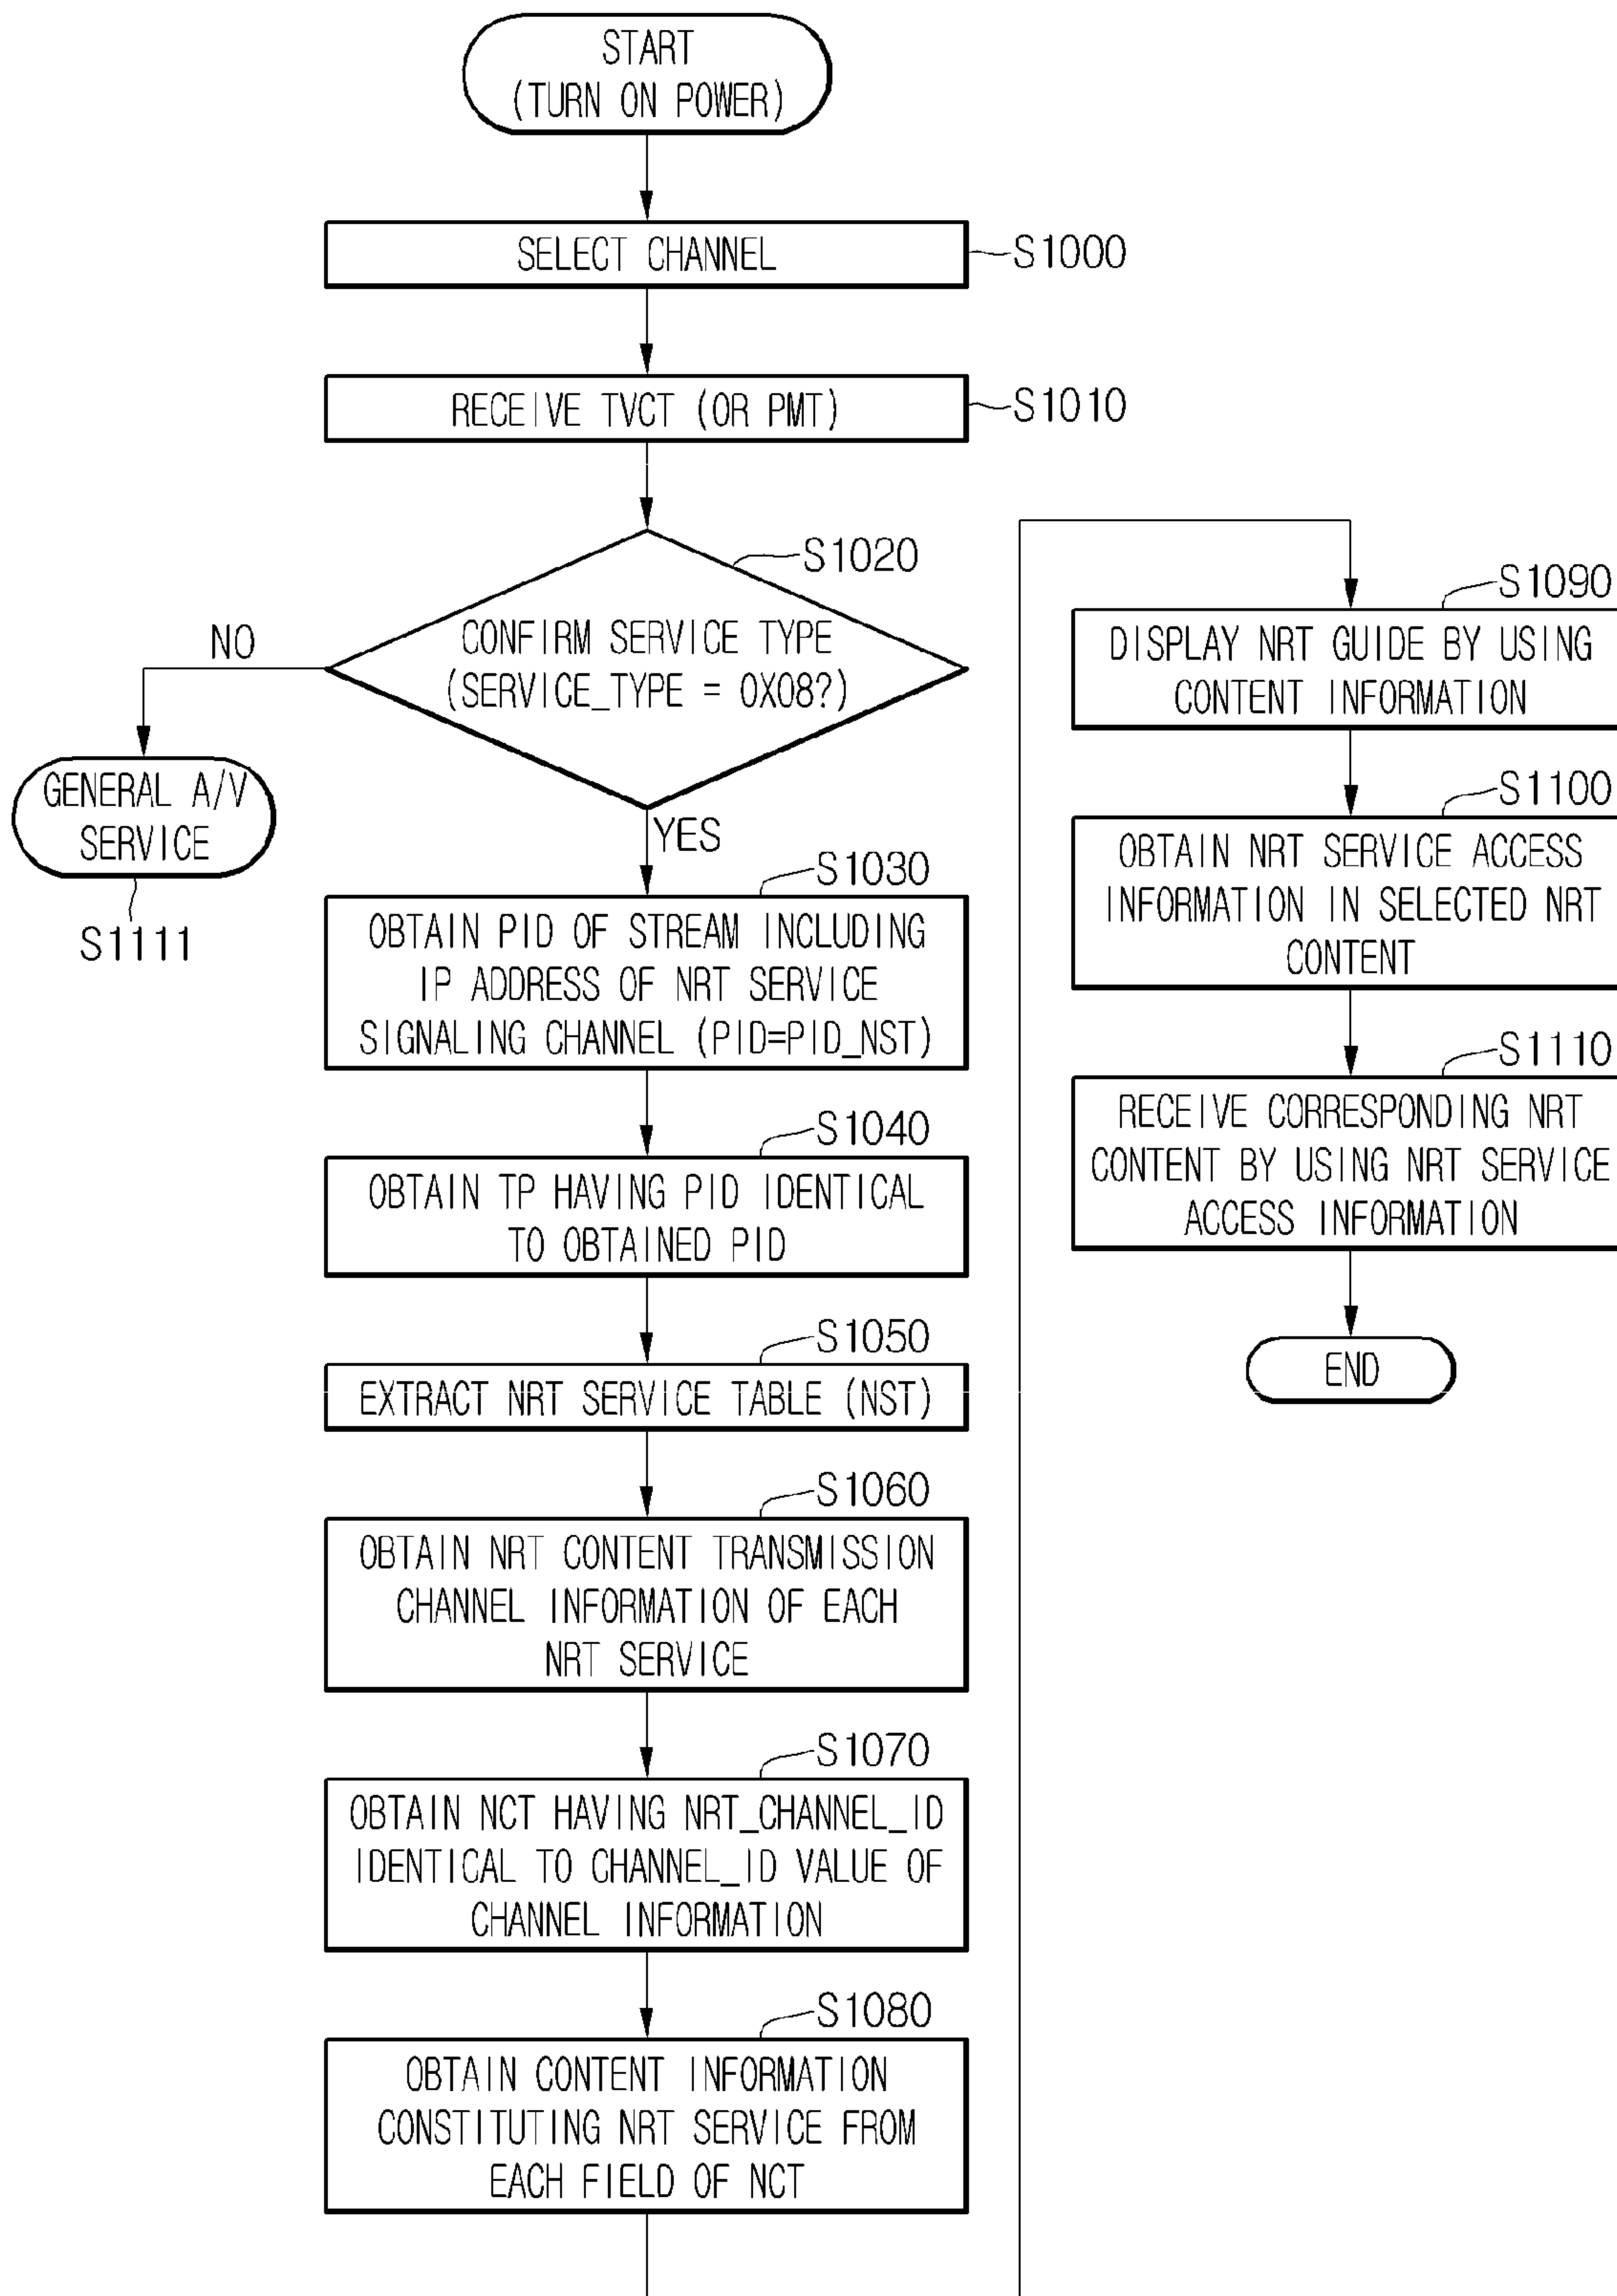 START
(TURN ON POWER)
SELECT CHANNEL
S1000
RECEIVE TVCT (OR PMT)
S1010
S1020
CONFIRM SERVICE TYPE
(SERVICE_TYPE = 0X08?)
NO
GENERAL A/V
SERVICE
S1111
YES
S1030
OBTAIN PID OF STREAM INCLUDING
IP ADDRESS OF NRT SERVICE
SIGNALING CHANNEL (PID=PID_NST)
S1040
OBTAIN TP HAVING PID IDENTICAL
TO OBTAINED PID
S1050
EXTRACT NRT SERVICE TABLE (NST)
S1060
OBTAIN NRT CONTENT TRANSMISSION
CHANNEL INFORMATION OF EACH
NRT SERVICE
S1070
OBTAIN NCT HAVING NRT_CHANNEL_ID
IDENTICAL TO CHANNEL_ID VALUE OF
CHANNEL INFORMATION
S1080
OBTAIN CONTENT INFORMATION
CONSTITUTING NRT SERVICE FROM
EACH FIELD OF NCT
S1090
DISPLAY NRT GUIDE BY USING
CONTENT INFORMATION
S1100
OBTAIN NRT SERVICE ACCESS
INFORMATION IN SELECTED NRT
CONTENT
S1110
RECEIVE CORRESPONDING NRT
CONTENT BY USING NRT SERVICE
ACCESS INFORMATION
END